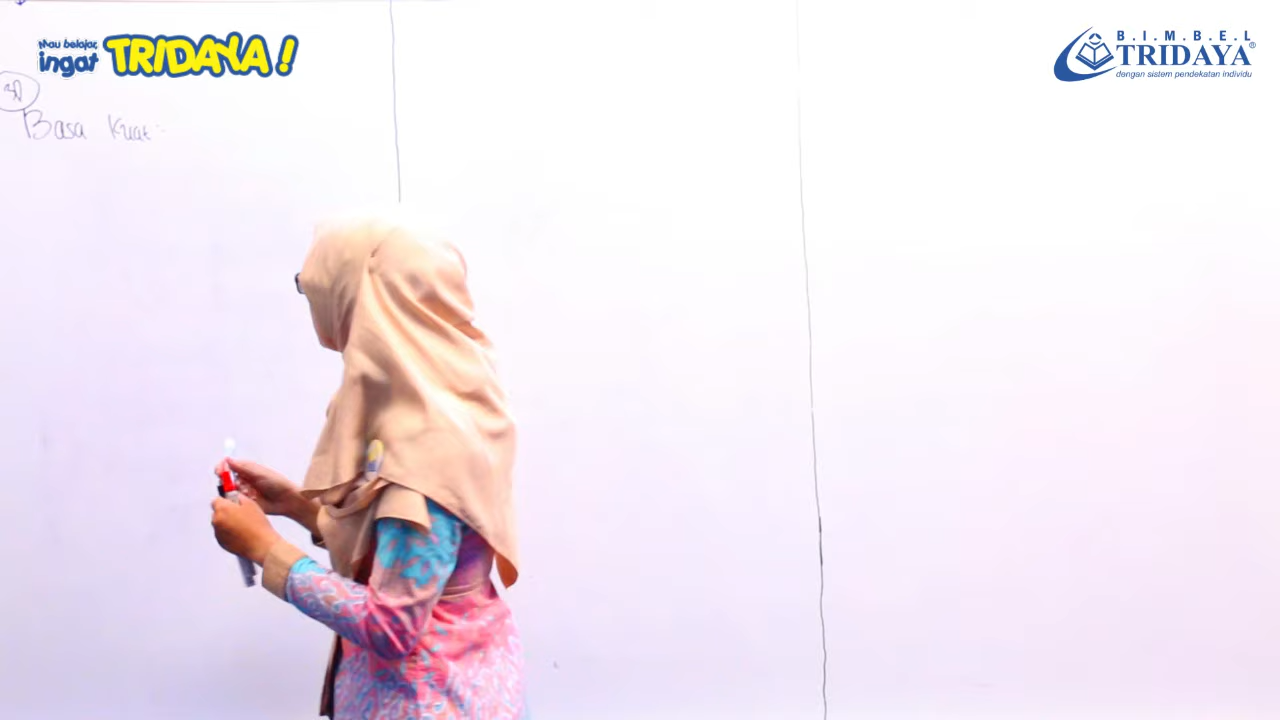 Mau belajar,
ingat TRIDAYA!
B.I.M.B.E.L
TRIDAYA®
dengan sistem pendekatan individu
Basa Kuat :